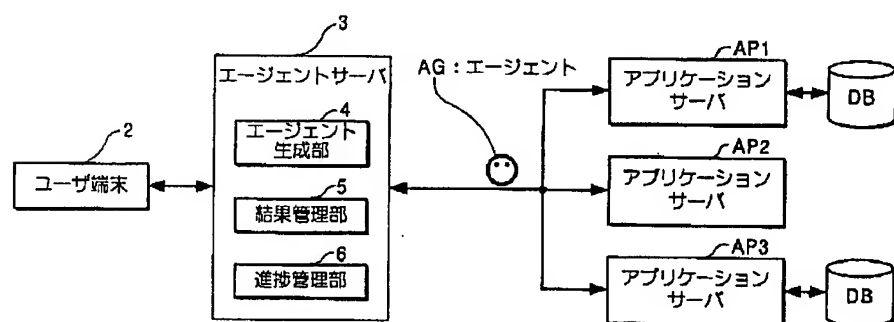 3
エージェントサーバ
4
エージェント
生成部
5
結果管理部
6
進捗管理部
2
ユーザ端末
AG：エージェント
AP1
アプリケーション
サーバ
DB
AP2
アプリケーション
サーバ
AP3
アプリケーション
サーバ
DB